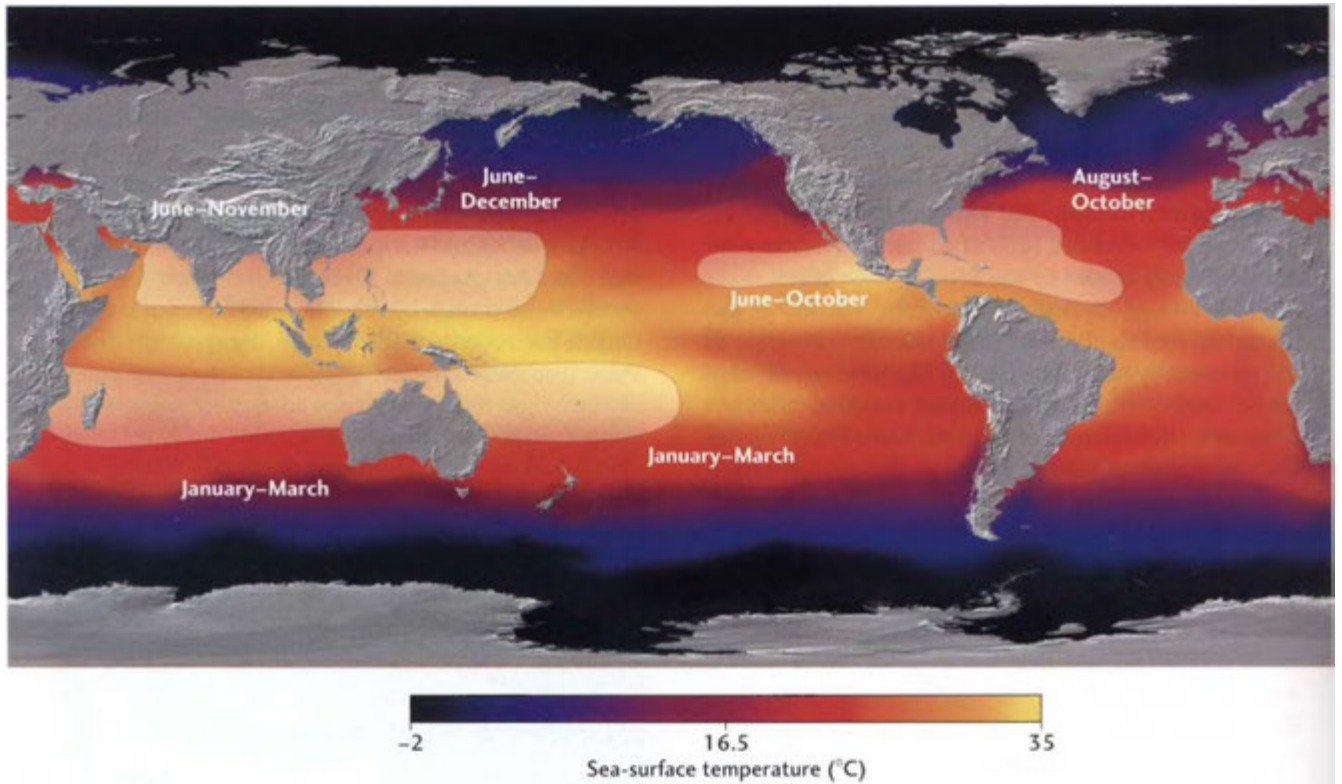 June–
December
August–
October
June–November
June–October
January–March
January–March
–2
16.5
35
Sea-surface temperature (°C)